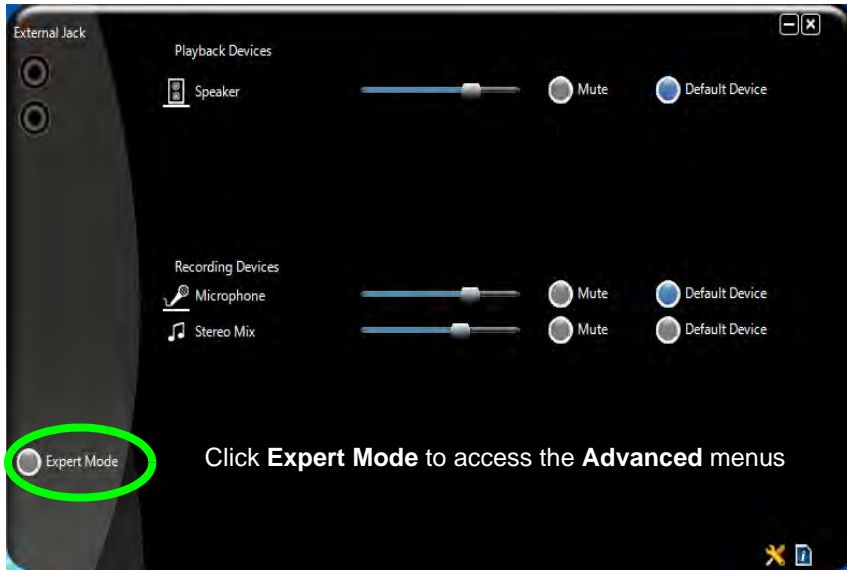 External Jack
Playback Devices
Speaker Mute Default Device
Recording Devices
Microphone Mute Default Device
Stereo Mix Mute Default Device
Expert Mode
Click Expert Mode to access the Advanced menus